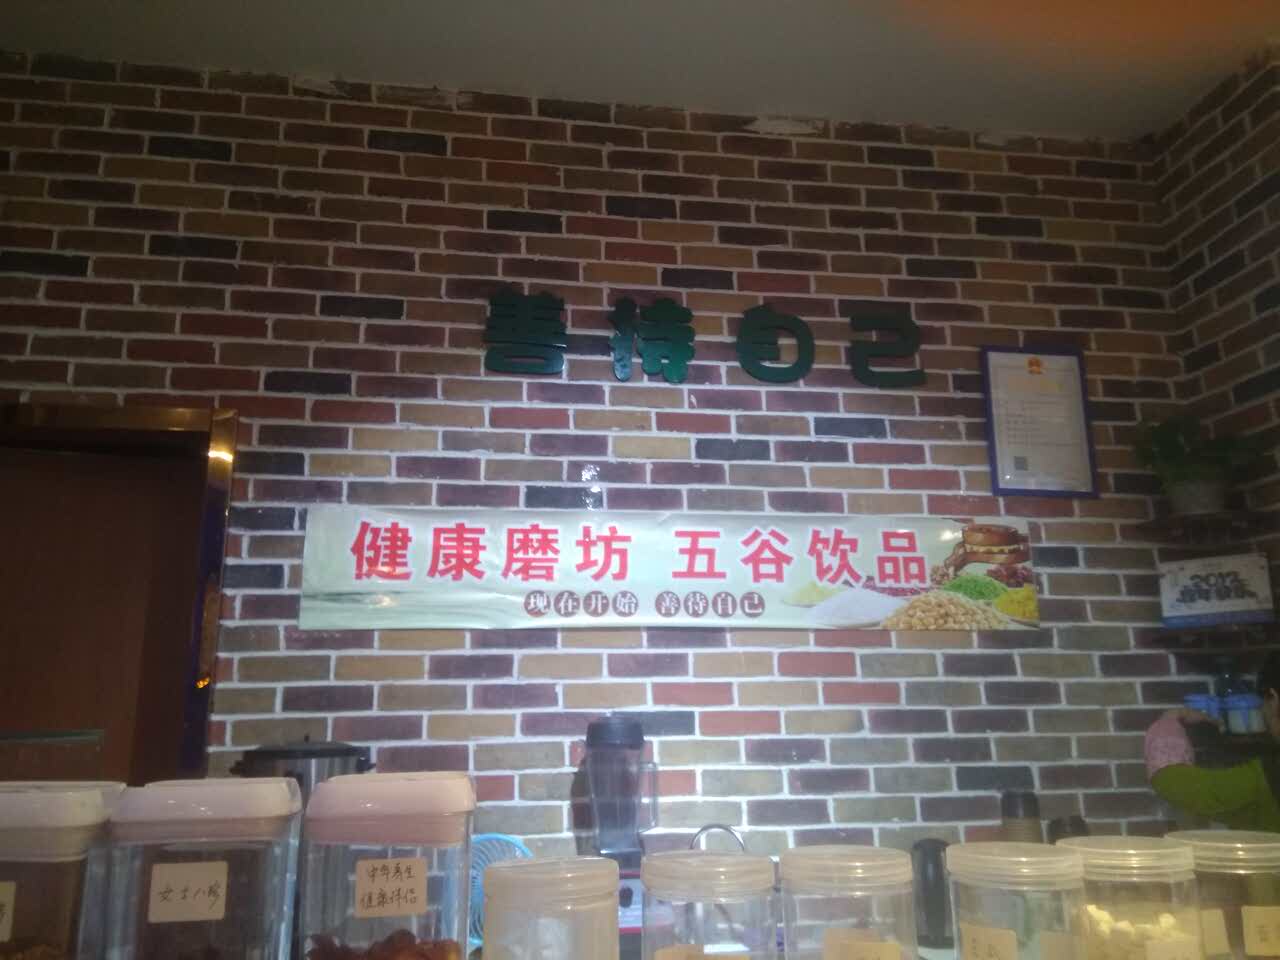 善待自己
健康磨坊 五谷饮品
现在开始 善待自己
2017
女士八珍
中年养生
健康伴侣